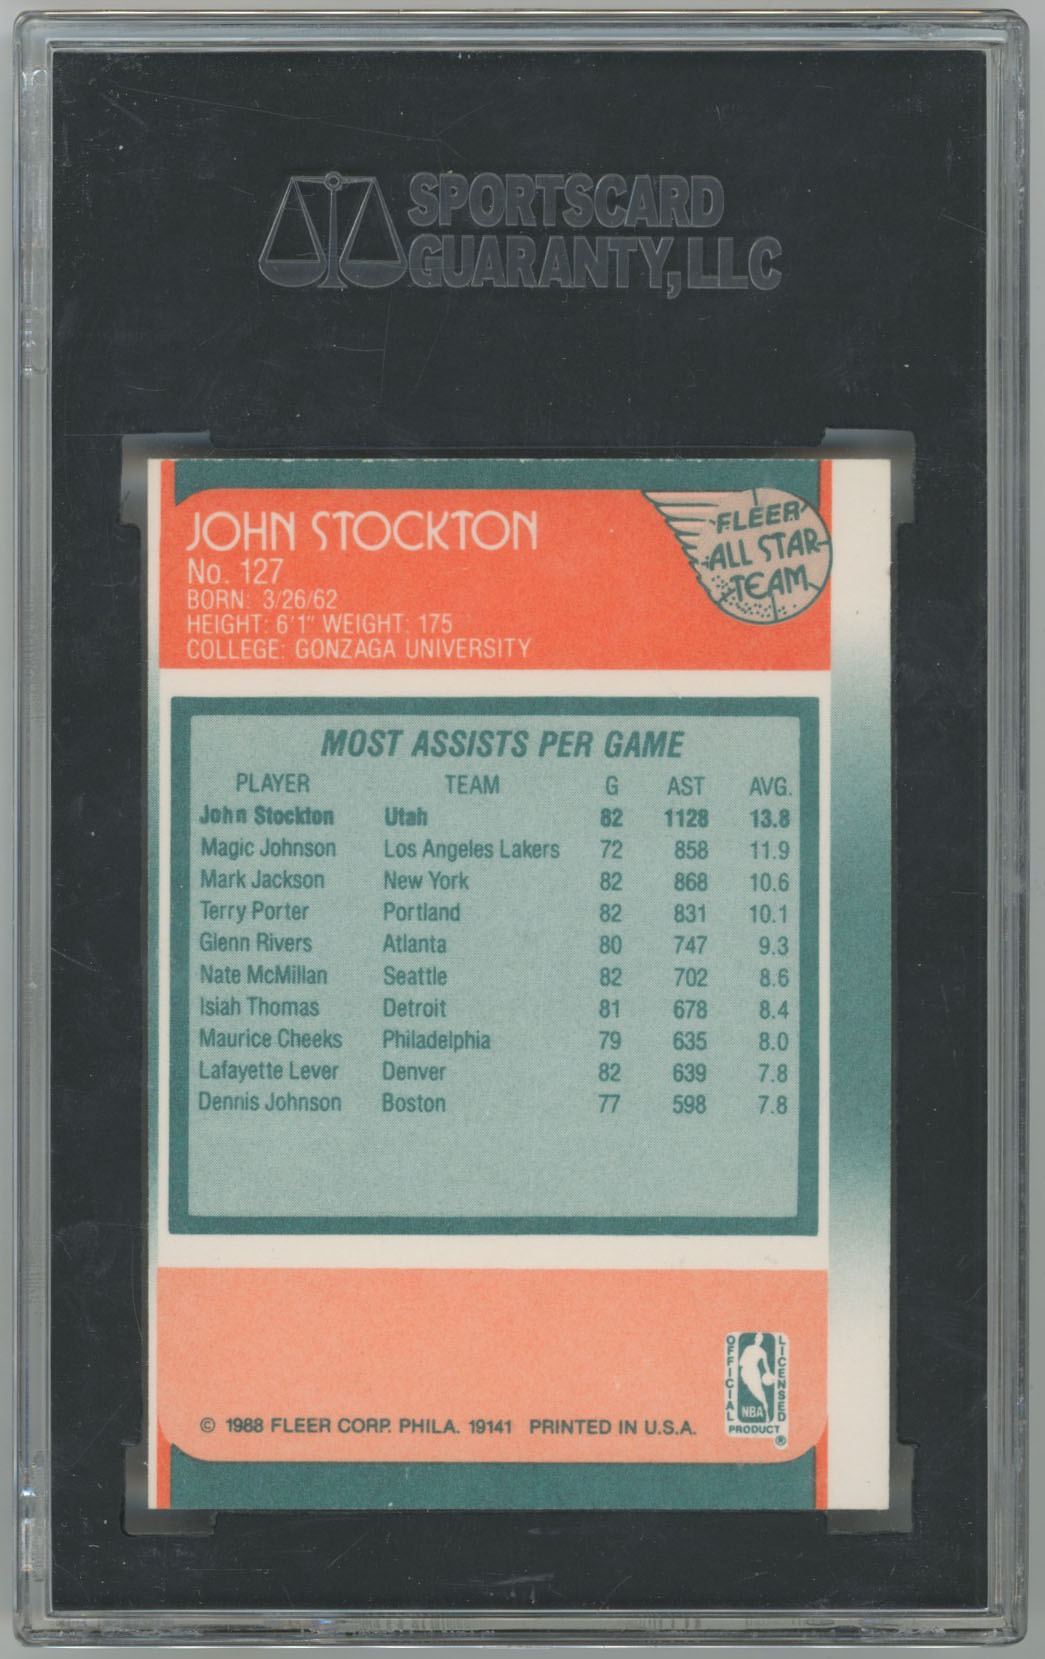 SPORTSCARD
GUARANTY, LLC
JOHN STOCKTON
No. 127
BORN: 3/26/62
HEIGHT: 6'1" WEIGHT: 175
COLLEGE: GONZAGA UNIVERSITY
FLEER
ALL STAR
TEAM
MOST ASSISTS PER GAME
PLAYER TEAM G AST AVG.
John Stockton Utah 82 1128 13.8
Magic Johnson Los Angeles Lakers 72 858 11.9
Mark Jackson New York 82 868 10.6
Terry Porter Portland 82 831 10.1
Glenn Rivers Atlanta 80 747 9.3
Nate McMillan Seattle 82 702 8.6
Isiah Thomas Detroit 81 678 8.4
Maurice Cheeks Philadelphia 79 635 8.0
Lafayette Lever Denver 82 639 7.8
Dennis Johnson Boston 77 598 7.8
© 1988 FLEER CORP. PHILA. 19141 PRINTED IN U.S.A.
OFFICIAL
NBA
LICENSED
PRODUCT
®